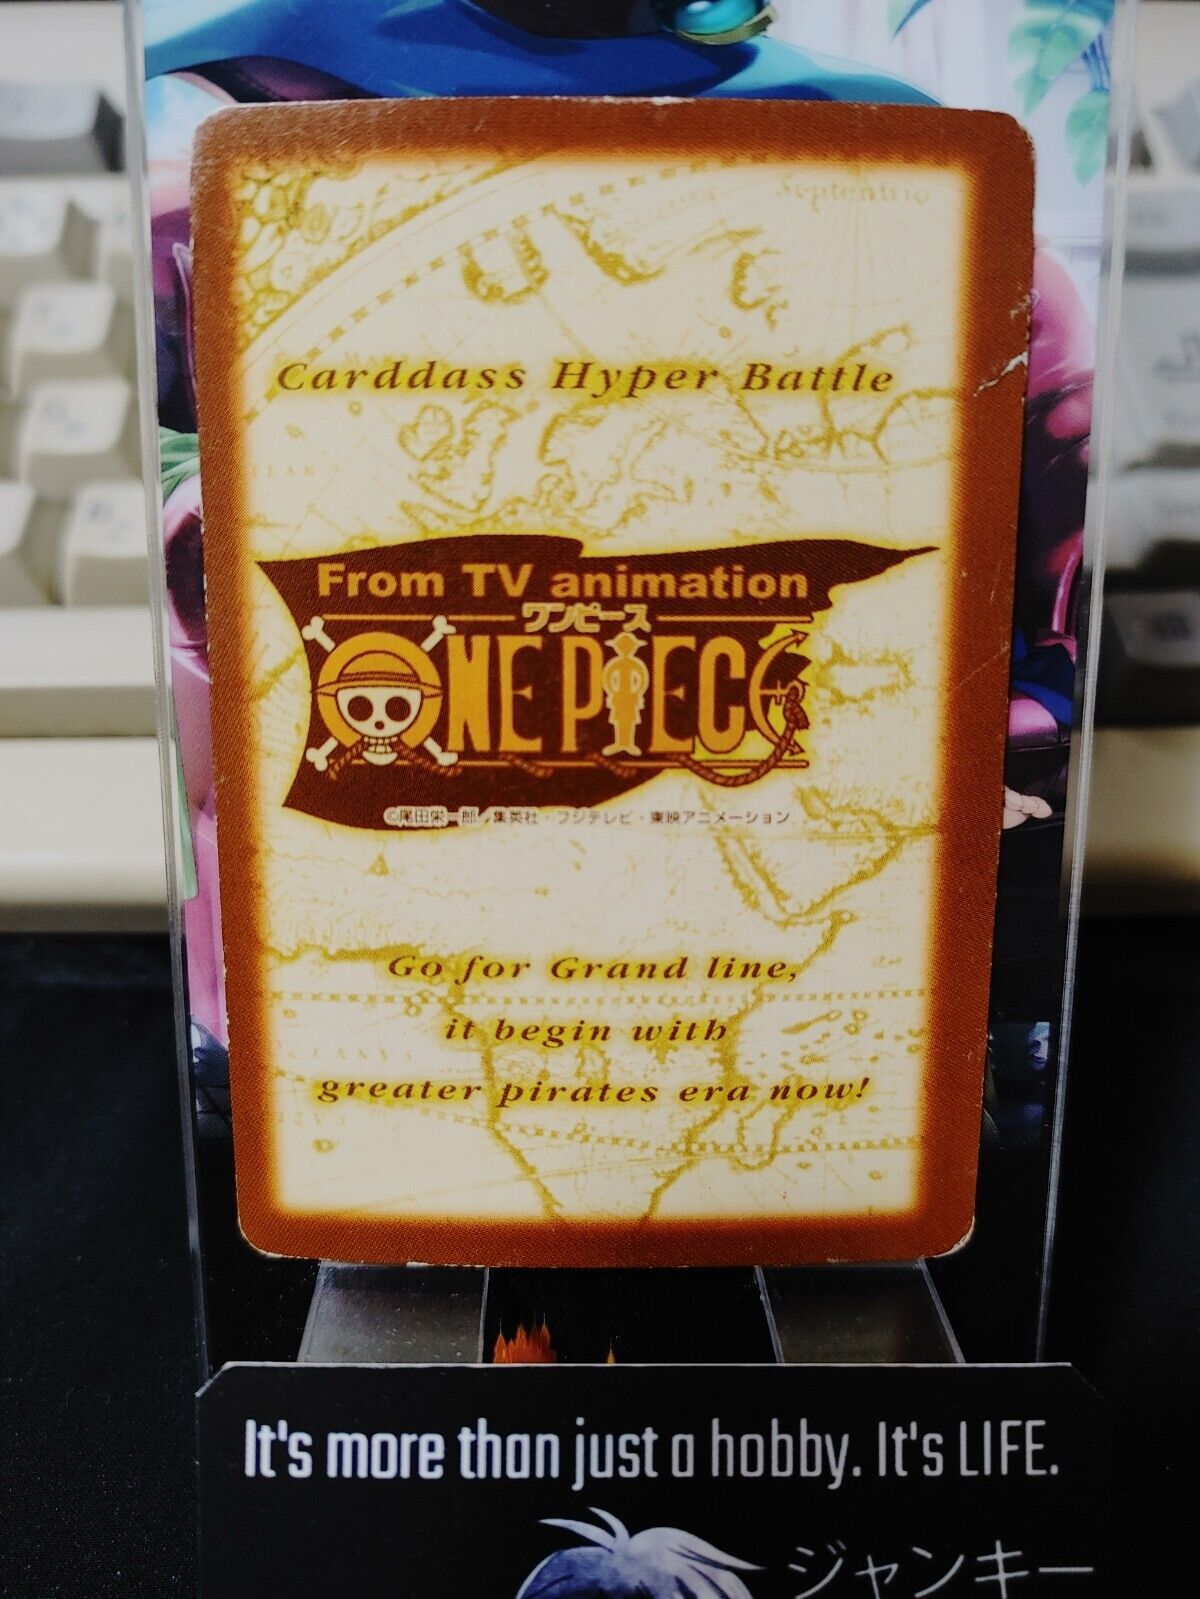 Septentrio
Carddass Hyper Battle
From TV animation
ワンピース
ONE PIECE
©尾田栄一郎／集英社・フジテレビ・東映アニメーション
Go for Grand line,
it begin with
greater pirates era now!
It's more than just a hobby. It's LIFE.
ジャンキー